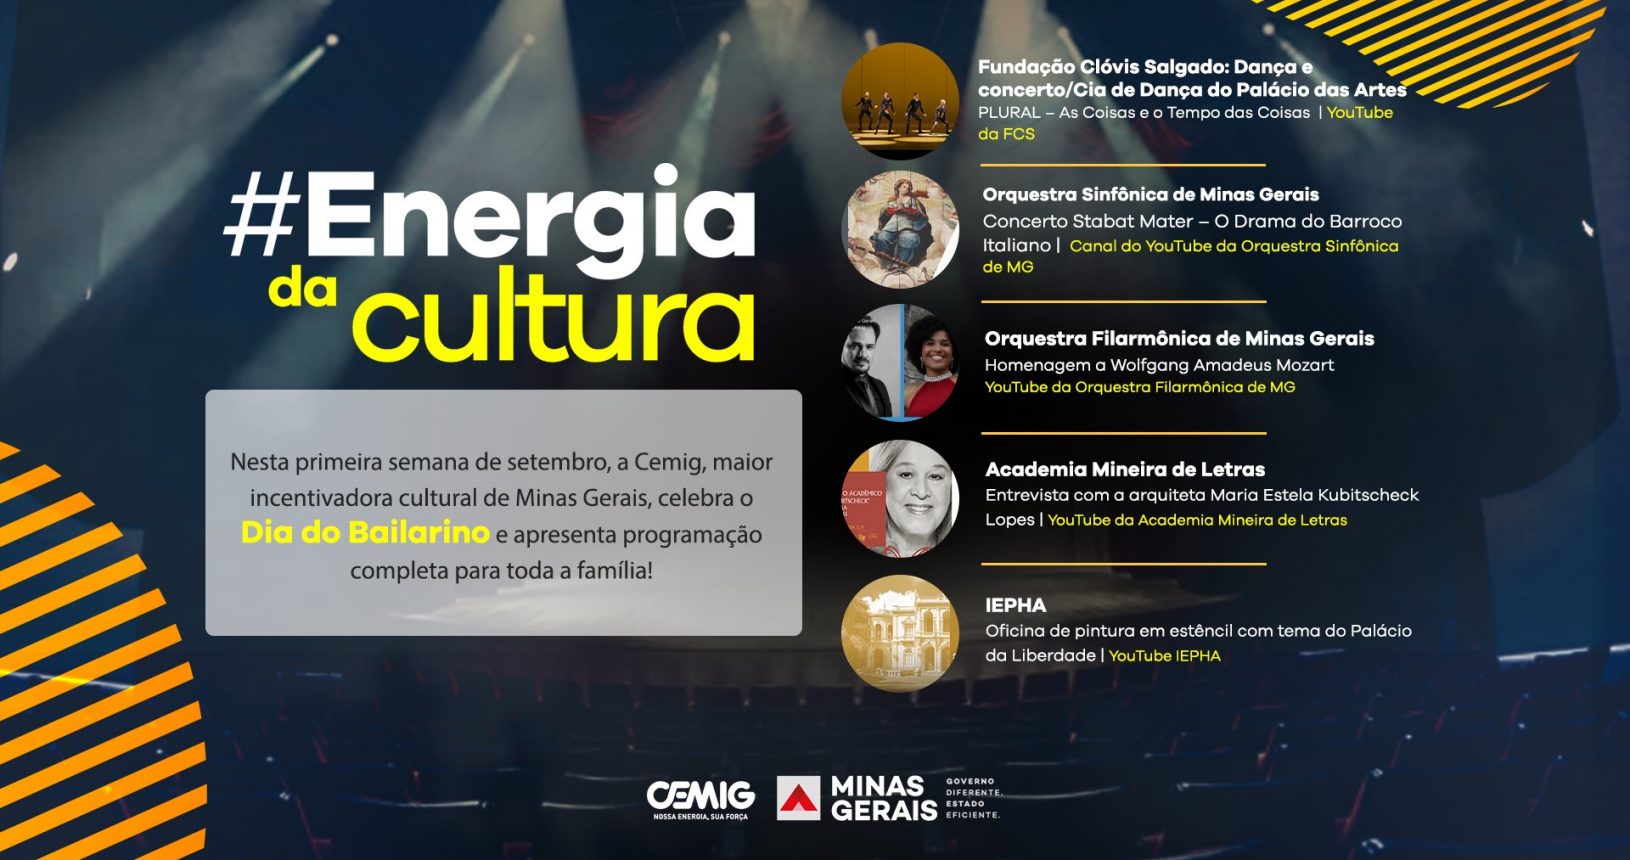 #Energia
da cultura
Nesta primeira semana de setembro, a Cemig, maior
incentivadora cultural de Minas Gerais, celebra o
Dia do Bailarino e apresenta programação
completa para toda a família!
Fundação Clóvis Salgado: Dança e
concerto/Cia de Dança do Palácio das Artes
PLURAL – As Coisas e o Tempo das Coisas | YouTube
da FCS
Orquestra Sinfônica de Minas Gerais
Concerto Stabat Mater – O Drama do Barroco
Italiano | Canal do YouTube da Orquestra Sinfônica
de MG
Orquestra Filarmônica de Minas Gerais
Homenagem a Wolfgang Amadeus Mozart
YouTube da Orquestra Filarmônica de MG
O ACADÊMICO
Academia Mineira de Letras
Entrevista com a arquiteta Maria Estela Kubitscheck
Lopes | YouTube da Academia Mineira de Letras
IEPHA
Oficina de pintura em estêncil com tema do Palácio
da Liberdade | YouTube IEPHA
CEMIG
NOSSA ENERGIA, SUA FORÇA
MINAS
GERAIS
GOVERNO
DIFERENTE.
ESTADO
EFICIENTE.